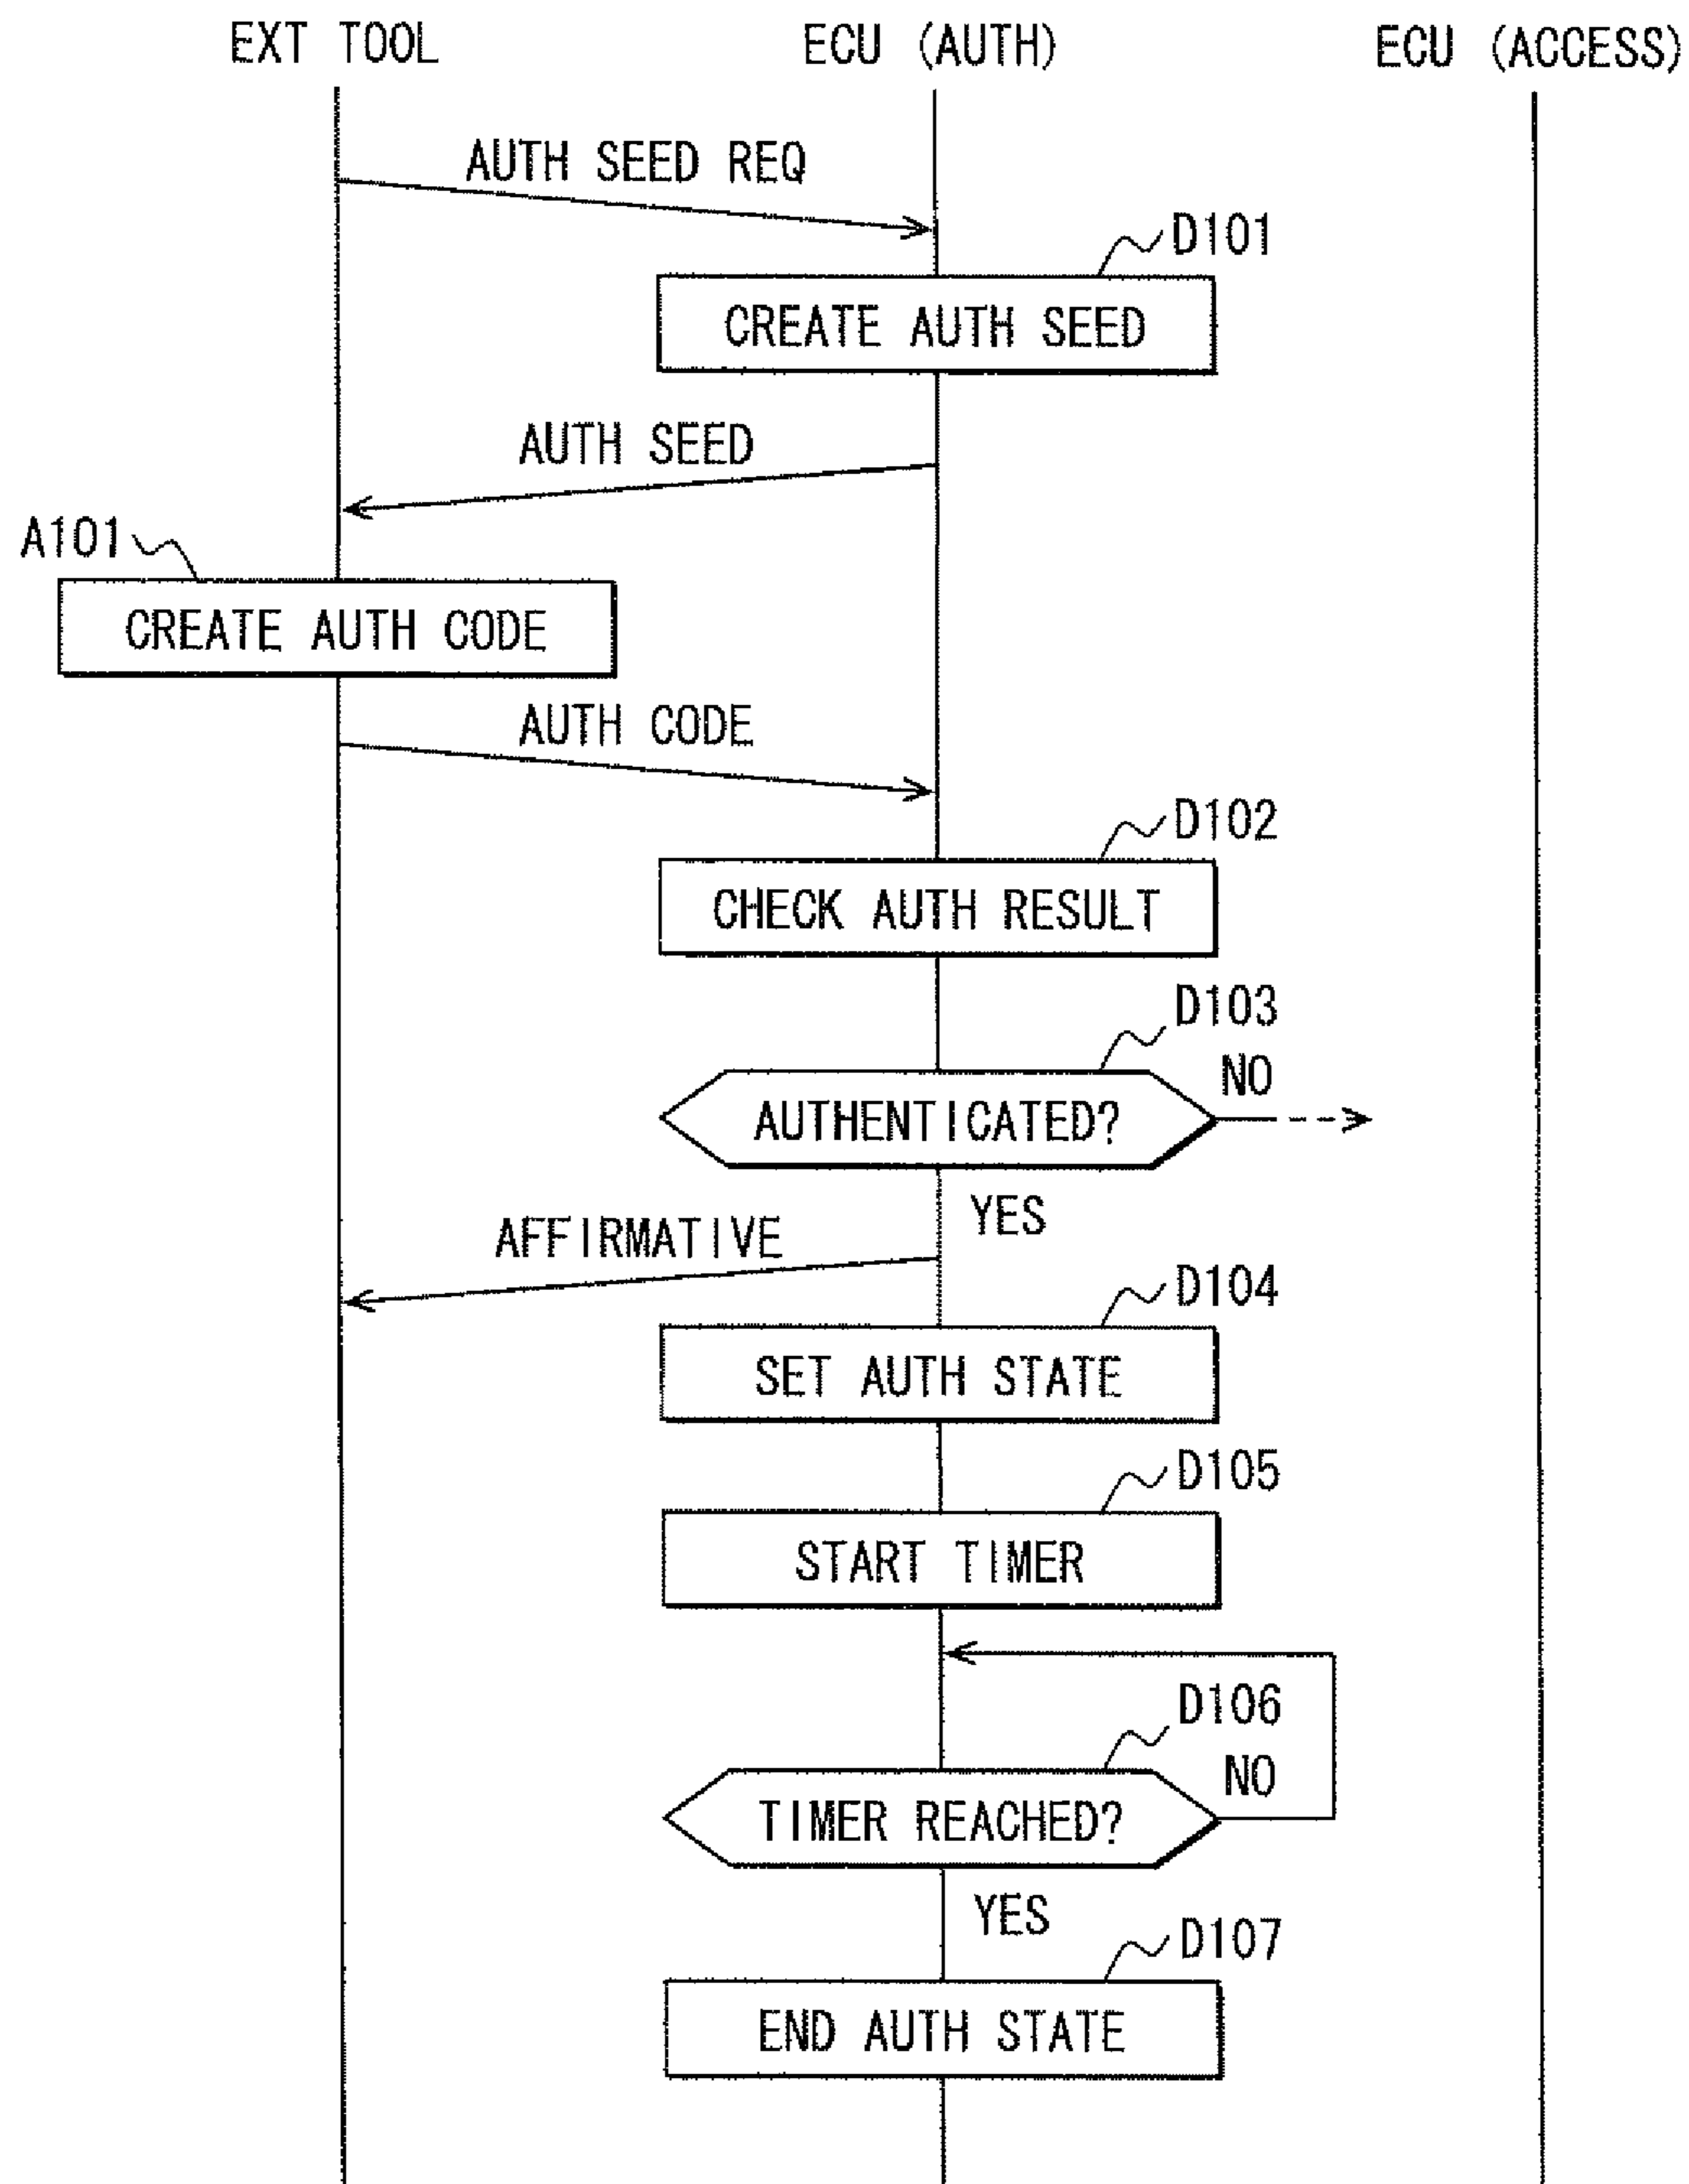 EXT TOOL
ECU (AUTH)
ECU (ACCESS)
AUTH SEED REQ
D101
CREATE AUTH SEED
AUTH SEED
A101
CREATE AUTH CODE
AUTH CODE
D102
CHECK AUTH RESULT
D103
NO
AUTHENTICATED?
YES
AFFIRMATIVE
D104
SET AUTH STATE
D105
START TIMER
D106
NO
TIMER REACHED?
YES
D107
END AUTH STATE